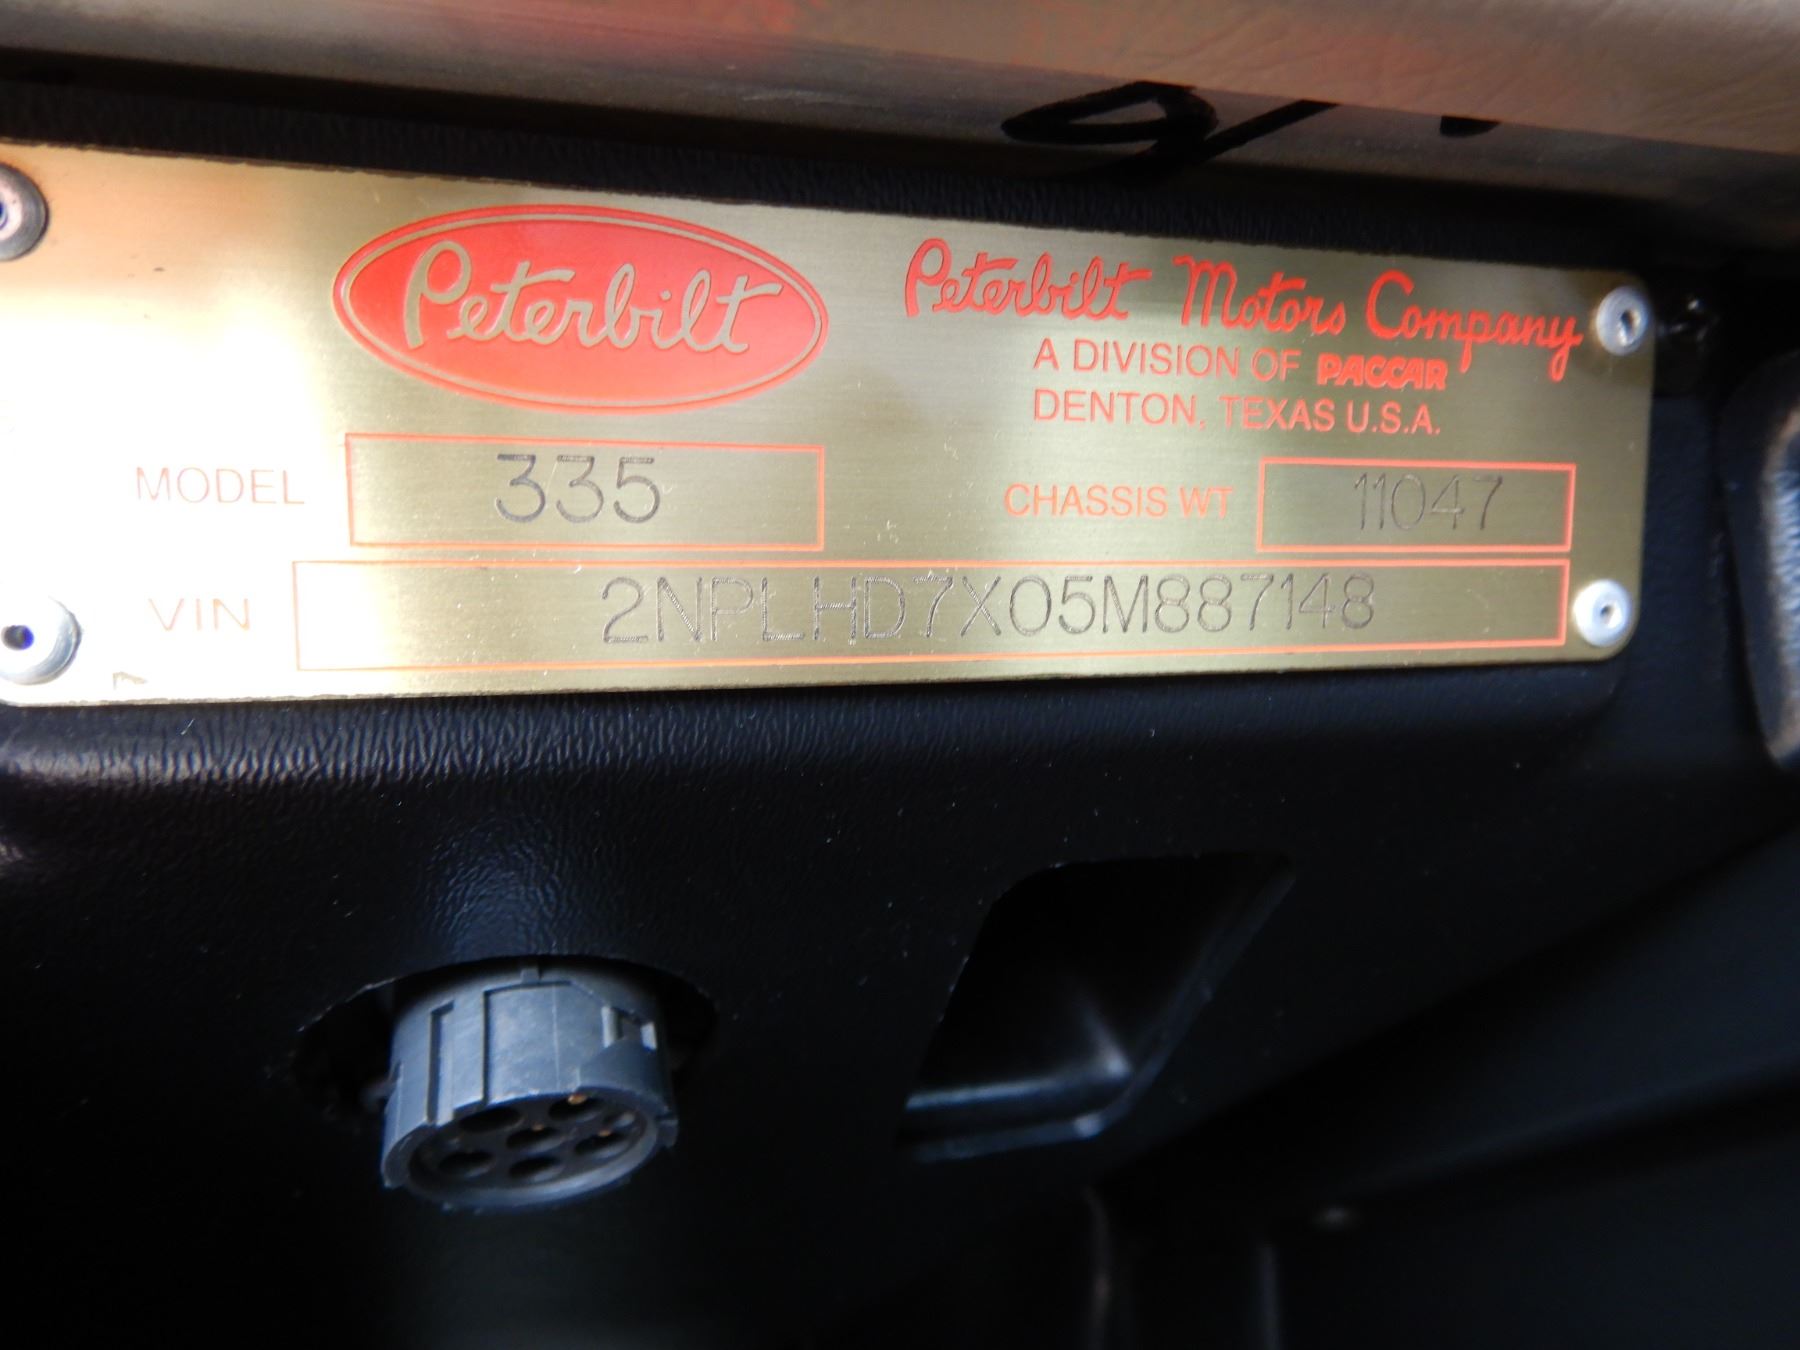 Peterbilt
Peterbilt Motors Company
A DIVISION OF PACCAR
DENTON, TEXAS U.S.A.
MODEL 335
CHASSIS WT 11047
VIN 2NPLHD7X05M887148